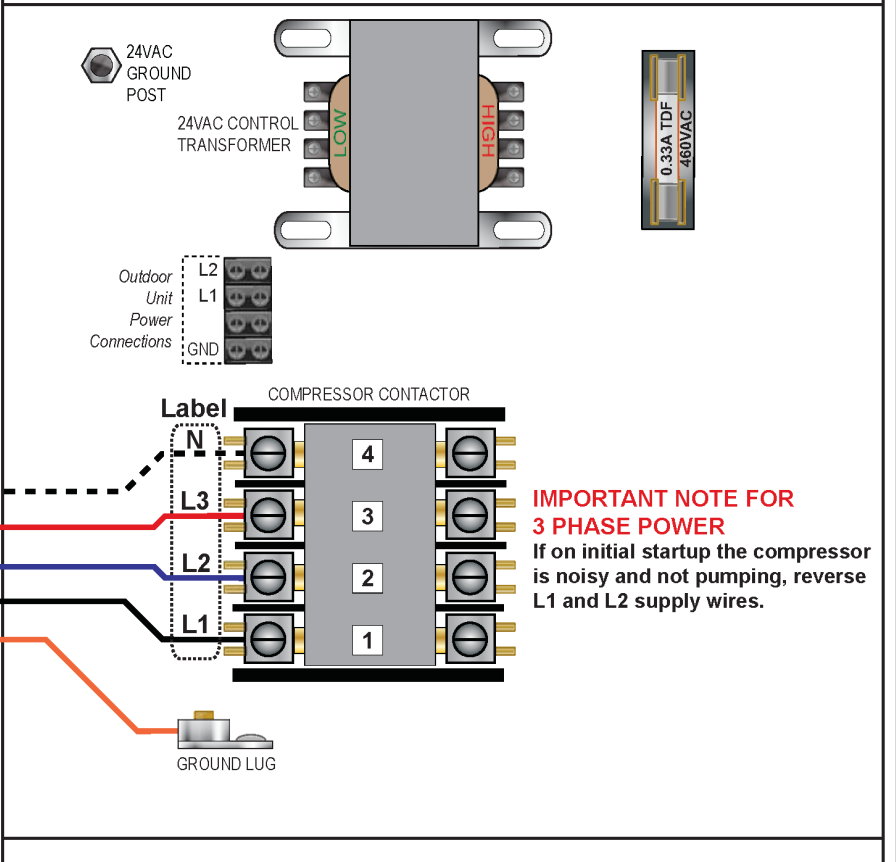 24VAC
GROUND
POST
24VAC CONTROL
TRANSFORMER
LOW
HIGH
0.33A TDF
460VAC
Outdoor
Unit
Power
Connections
L2
L1
GND
COMPRESSOR CONTACTOR
Label
N
L3
L2
L1
4
3
2
1
IMPORTANT NOTE FOR
3 PHASE POWER
If on initial startup the compressor
is noisy and not pumping, reverse
L1 and L2 supply wires.
GROUND LUG